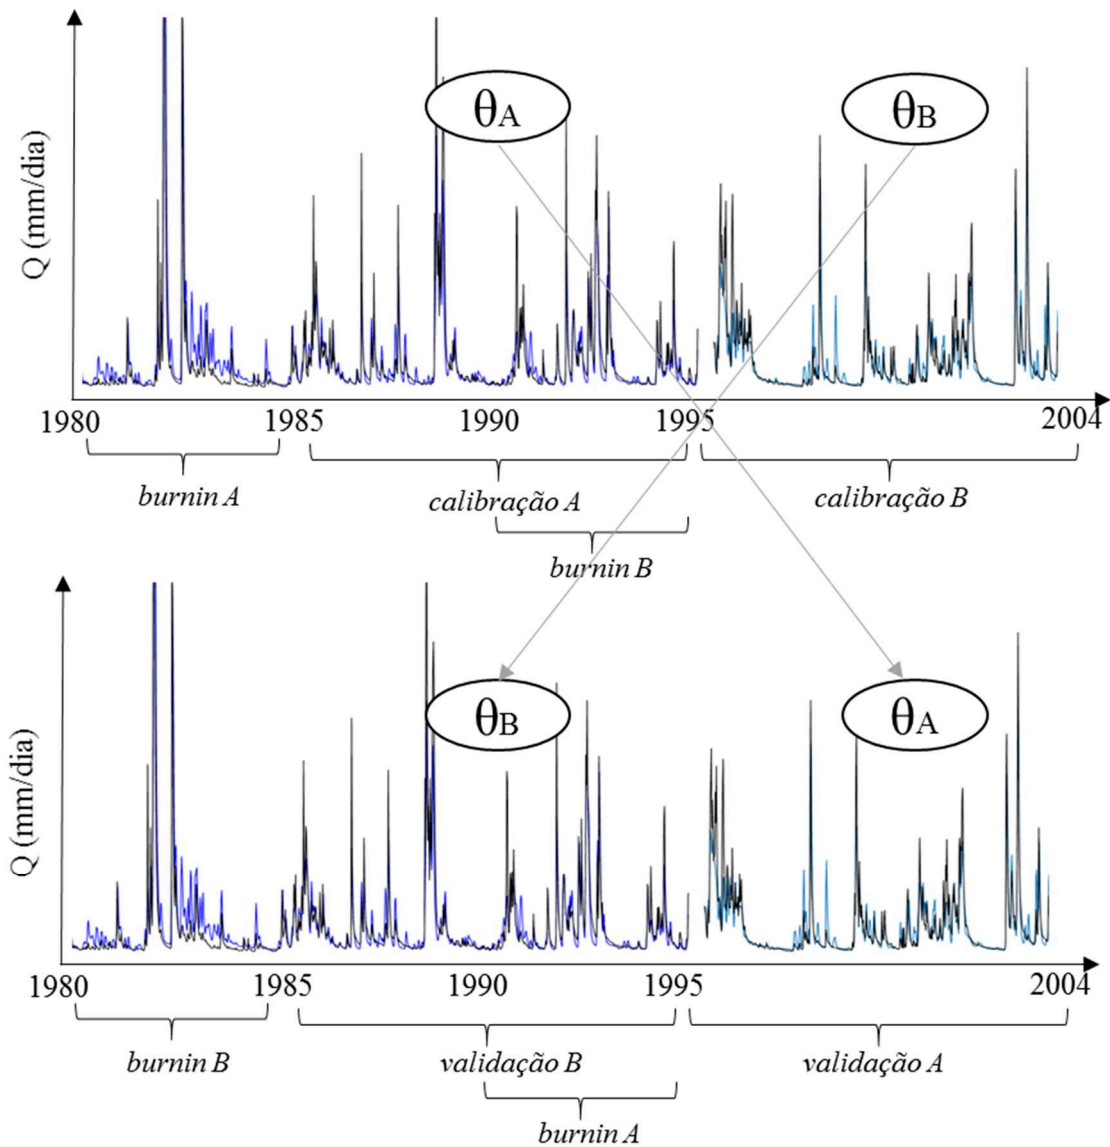 θA
θB
Q (mm/dia)
1980 1985 1990 1995 2004
burnin A
calibração A
calibração B
burnin B
θB
θA
Q (mm/dia)
1980 1985 1990 1995 2004
burnin B
validação B
validação A
burnin A